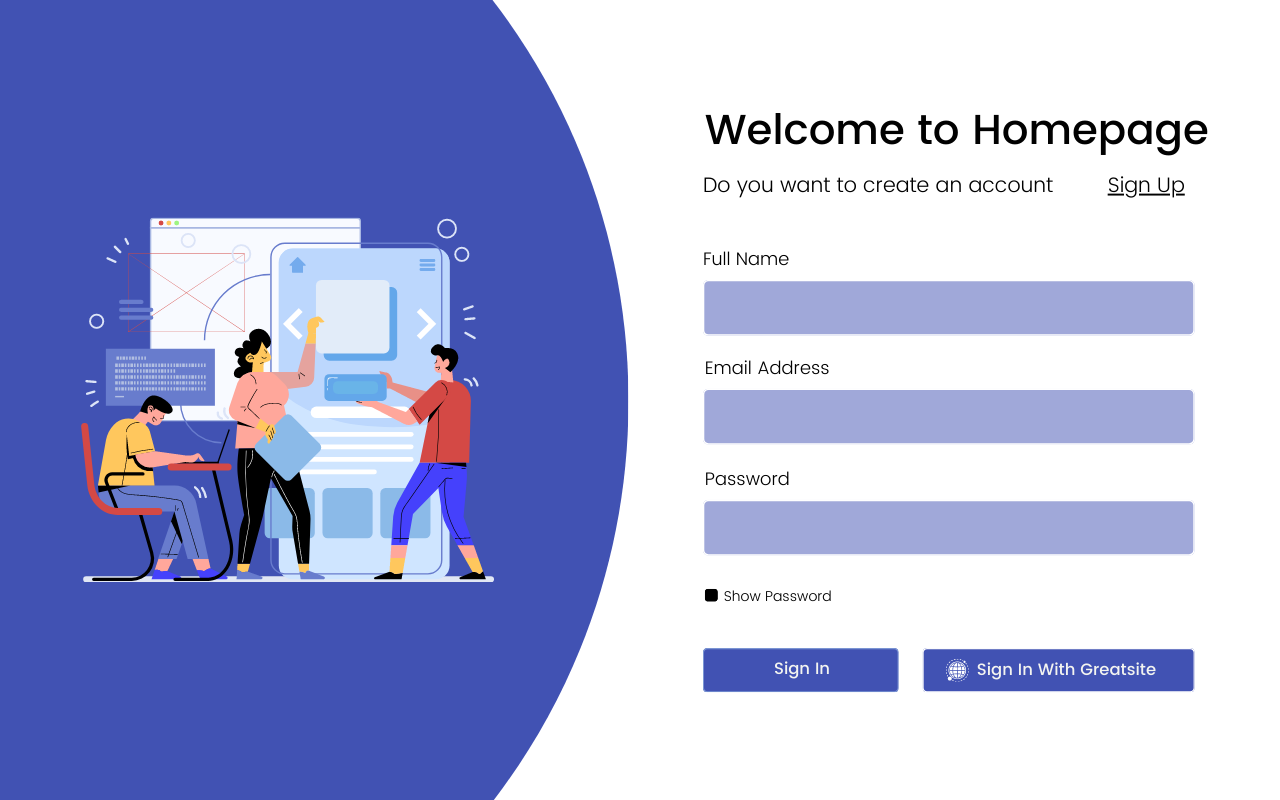 Welcome to Homepage
Do you want to create an account Sign Up
Full Name
Email Address
Password
Show Password
Sign In
Sign In With Greatsite